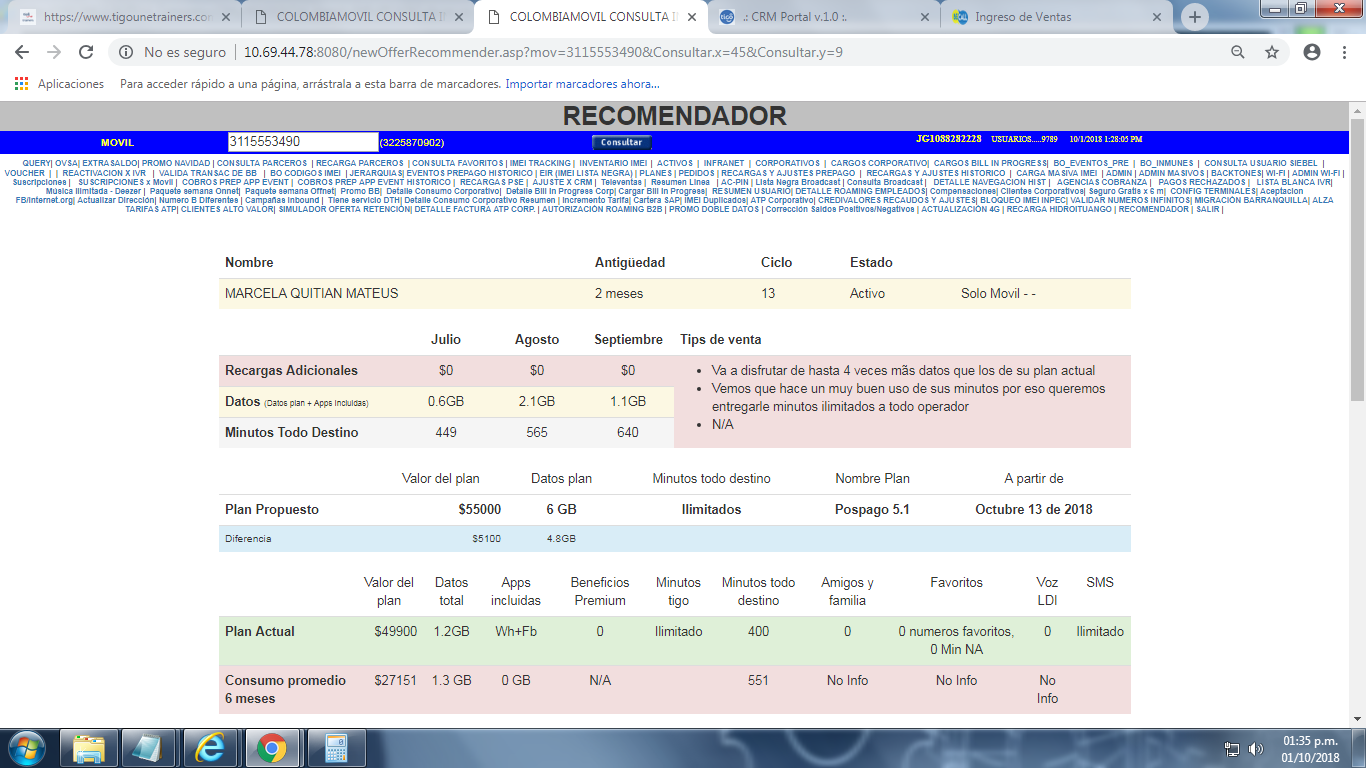 https://www.tigounetrainers.com
COLOMBIAMOVIL CONSULTA
COLOMBIAMOVIL CONSULTA
.: CRM Portal v.1.0 :.
Ingreso de Ventas
No es seguro | 10.69.44.78:8080/newOfferRecommender.asp?mov=3115553490&Consultar.x=45&Consultar.y=9
Aplicaciones Para acceder rápido a una página, arrástrala a esta barra de marcadores. Importar marcadores ahora...
RECOMENDADOR
MOVIL 3115553490 (3225870902) Consultar JG1088282228 USUARIOS.....9789 10/1/2018 1:28:05 PM
QUERY| OVSA| EXTRASALDO| PROMO NAVIDAD | CONSULTA PARCEROS | RECARGA PARCEROS | CONSULTA FAVORITOS | IMEI TRACKING | INVENTARIO IMEI | ACTIVOS | INFRANET | CORPORATIVOS | CARGOS CORPORATIVO| CARGOS BILL IN PROGRESS| BO_EVENTOS_PRE | BO_INMUNES | CONSULTA USUARIO SIEBEL |
VOUCHER | | REACTIVACION X IVR | VALIDA TRANSAC DE BB | BO CODIGOS IMEI | JERARQUIAS| EVENTOS PREPAGO HISTORICO | EIR (IMEI LISTA NEGRA) | PLANES | PEDIDOS | RECARGAS Y AJUSTES PREPAGO | RECARGAS Y AJUSTES HISTORICO | CARGA MASIVA IMEI | ADMIN | ADMIN MASIVOS | BACKTONES| WI-FI | ADMIN WI-FI |
Suscripciones | SUSCRIPCIONES x Movil | COBROS PREP APP EVENT | COBROS PREP APP EVENT HISTORICO | RECARGAS PSE | AJUSTE X CRM | Televentas | Resumen Linea | AC-PIN | Lista Negra Broadcast | Consulta Broadcast | DETALLE NAVEGACION HIST | AGENCIAS COBRANZA | PAGOS RECHAZADOS | LISTA BLANCA IVR|
Musica Ilimitada - Deezer | Paquete semana Onnet| Paquete semana Offnet| Promo BB| Detalle Consumo Corporativo| Detalle Bill In Progress Corp| Cargar Bill In Progress| RESUMEN USUARIO| DETALLE ROAMING EMPLEADOS| Compensaciones| Clientes Corporativos| Seguro Gratis x 6 m| CONFIG TERMINALES| Aceptacion
FB/Internet.org| Actualizar Dirección| Numero B Diferentes | Campañas Inbound | Tiene servicio DTH| Detalle Consumo Corporativo Resumen | Incremento Tarifa| Cartera SAP| IMEI Duplicados| ATP Corporativo| CREDIVALORES RECAUDOS Y AJUSTES| BLOQUEO IMEI INPEC| VALIDAR NUMEROS INFINITOS| MIGRACIÓN BARRANQUILLA| ALZA
TARIFAS ATP| CLIENTES ALTO VALOR| SIMULADOR OFERTA RETENCIÓN| DETALLE FACTURA ATP CORP. | AUTORIZACIÓN ROAMING B2B | PROMO DOBLE DATOS | Corrección Saldos Positivos/Negativos | ACTUALIZACIÓN 4G | RECARGA HIDROITUANGO | RECOMENDADOR | SALIR |
Nombre Antigüedad Ciclo Estado
MARCELA QUITIAN MATEUS 2 meses 13 Activo Solo Movil - -
Julio Agosto Septiembre Tips de venta
Recargas Adicionales $0 $0 $0
Datos (Datos plan + Apps Incluidas) 0.6GB 2.1GB 1.1GB
Minutos Todo Destino 449 565 640
• Va a disfrutar de hasta 4 veces mãs datos que los de su plan actual
• Vemos que hace un muy buen uso de sus minutos por eso queremos
entregarle minutos ilimitados a todo operador
• N/A
Valor del plan Datos plan Minutos todo destino Nombre Plan A partir de
Plan Propuesto $55000 6 GB Ilimitados Pospago 5.1 Octubre 13 de 2018
Diferencia $5100 4.8GB
Valor del plan Datos total Apps incluidas Beneficios Premium Minutos tigo Minutos todo destino Amigos y familia Favoritos Voz LDI SMS
Plan Actual $49900 1.2GB Wh+Fb 0 Ilimitado 400 0 0 numeros favoritos, 0 Min NA 0 Ilimitado
Consumo promedio 6 meses $27151 1.3 GB 0 GB N/A 551 No Info No Info No Info
01:35 p.m.
01/10/2018